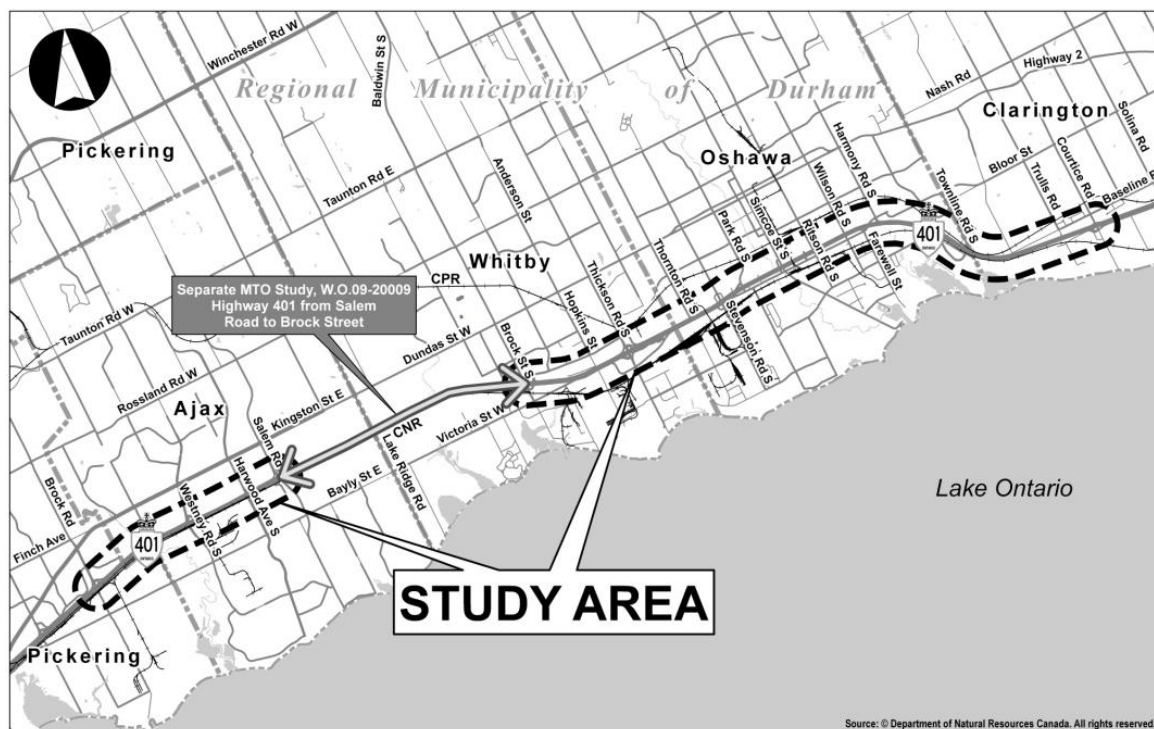 Winchester Rd W
Baldwin St S
Regional Municipality of Durham
Highway 2
Nash Rd
Clarington
Solina Rd
Pickering
Oshawa
Harmony Rd S
Bloor St
Courtice Rd
Trulls Rd
Taunton Rd E
Anderson St
Wilson Rd S
Townline Rd S
Baseline
Simcoe St S
Park Rd S
Ritson Rd S
401
ONTARIO
Whitby
Farewell St
CPR
Thickson Rd S
Thornton Rd S
Separate MTO Study, W.O.09-20009
Highway 401 from Salem
Road to Brock Street
Hopkins St
Stevenson Rd S
Taunton Rd W
Dundas St W
Brock St S
Rossland Rd W
Kingston St E
Ajax
Victoria St W
CNR
Salem Rd
Lake Ridge Rd
Bayly St E
Harwood Ave S
Lake Ontario
Brock Rd
Westney Rd S
Finch Ave
401
ONTARIO
STUDY AREA
Pickering
Source: © Department of Natural Resources Canada. All rights reserved.